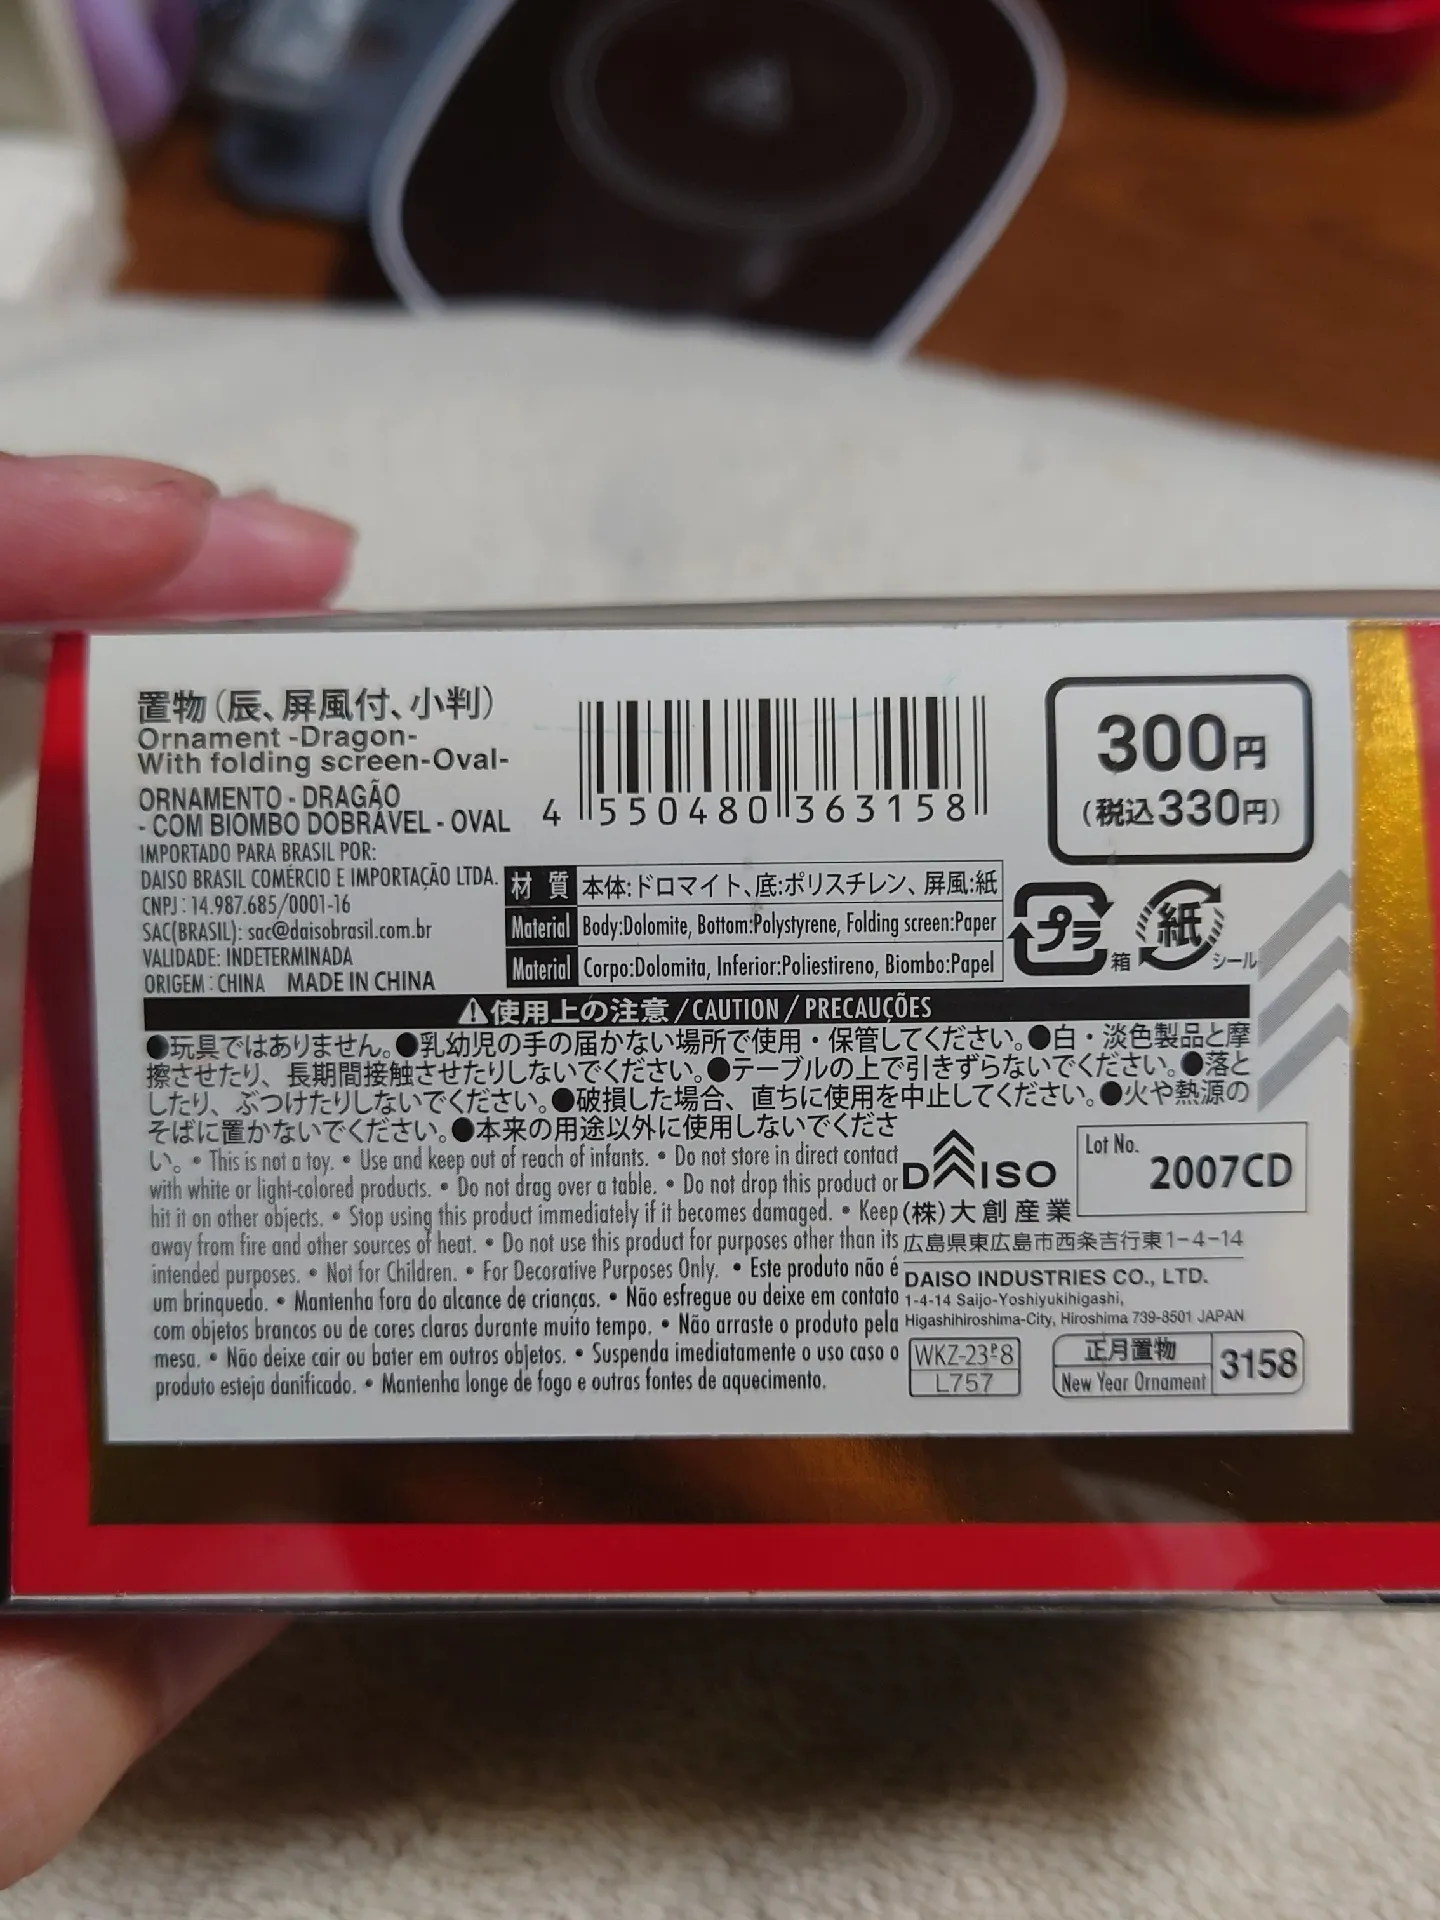 置物(辰、屏風付、小判)
Ornament -Dragon-
With folding screen-Oval-
ORNAMENTO - DRAGÃO
- COM BIOMBO DOBRÁVEL - OVAL
IMPORTADO PARA BRASIL POR:
DAISO BRASIL COMÉRCIO E IMPORTAÇÃO LTDA.
CNPJ : 14.987.685/0001-16
SAC(BRASIL): sac@daisobrasil.com.br
VALIDADE: INDETERMINADA
ORIGEM : CHINA MADE IN CHINA
4 550480 363158
300円
(税込330円)
材質 本体:ドロマイト、底:ポリスチレン、屏風:紙
Material Body:Dolomite, Bottom:Polystyrene, Folding screen:Paper
Material Corpo:Dolomita, Inferior:Poliestireno, Biombo:Papel
プラ 箱
紙 シール
⚠使用上の注意/CAUTION/PRECAUÇÕES
●玩具ではありません。●乳幼児の手の届かない場所で使用・保管してください。●白・淡色製品と摩
擦させたり、長期間接触させたりしないでください。●テーブルの上で引きずらないでください。●落と
したり、ぶつけたりしないでください。●破損した場合、直ちに使用を中止してください。●火や熱源の
そばに置かないでください。●本来の用途以外に使用しないでくださ
い。• This is not a toy. • Use and keep out of reach of infants. • Do not store in direct contact
with white or light-colored products. • Do not drag over a table. • Do not drop this product or
hit it on other objects. • Stop using this product immediately if it becomes damaged. • Keep
away from fire and other sources of heat. • Do not use this product for purposes other than its
intended purposes. • Not for Children. • For Decorative Purposes Only. • Este produto não é
um brinquedo. • Mantenha fora do alcance de crianças. • Não esfregue ou deixe em contato
com objetos brancos ou de cores claras durante muito tempo. • Não arraste o produto pela
mesa. • Não deixe cair ou bater em outros objetos. • Suspenda imediatamente o uso caso o
produto esteja danificado. • Mantenha longe de fogo e outras fontes de aquecimento.
DAISO
Lot No.
2007CD
(株)大創産業
広島県東広島市西条吉行東1-4-14
DAISO INDUSTRIES CO., LTD.
1-4-14 Saijo-Yoshiyukihigashi,
Higashihiroshima-City, Hiroshima 739-8501 JAPAN
WKZ-23ᴾ8
L757
正月置物
New Year Ornament
3158